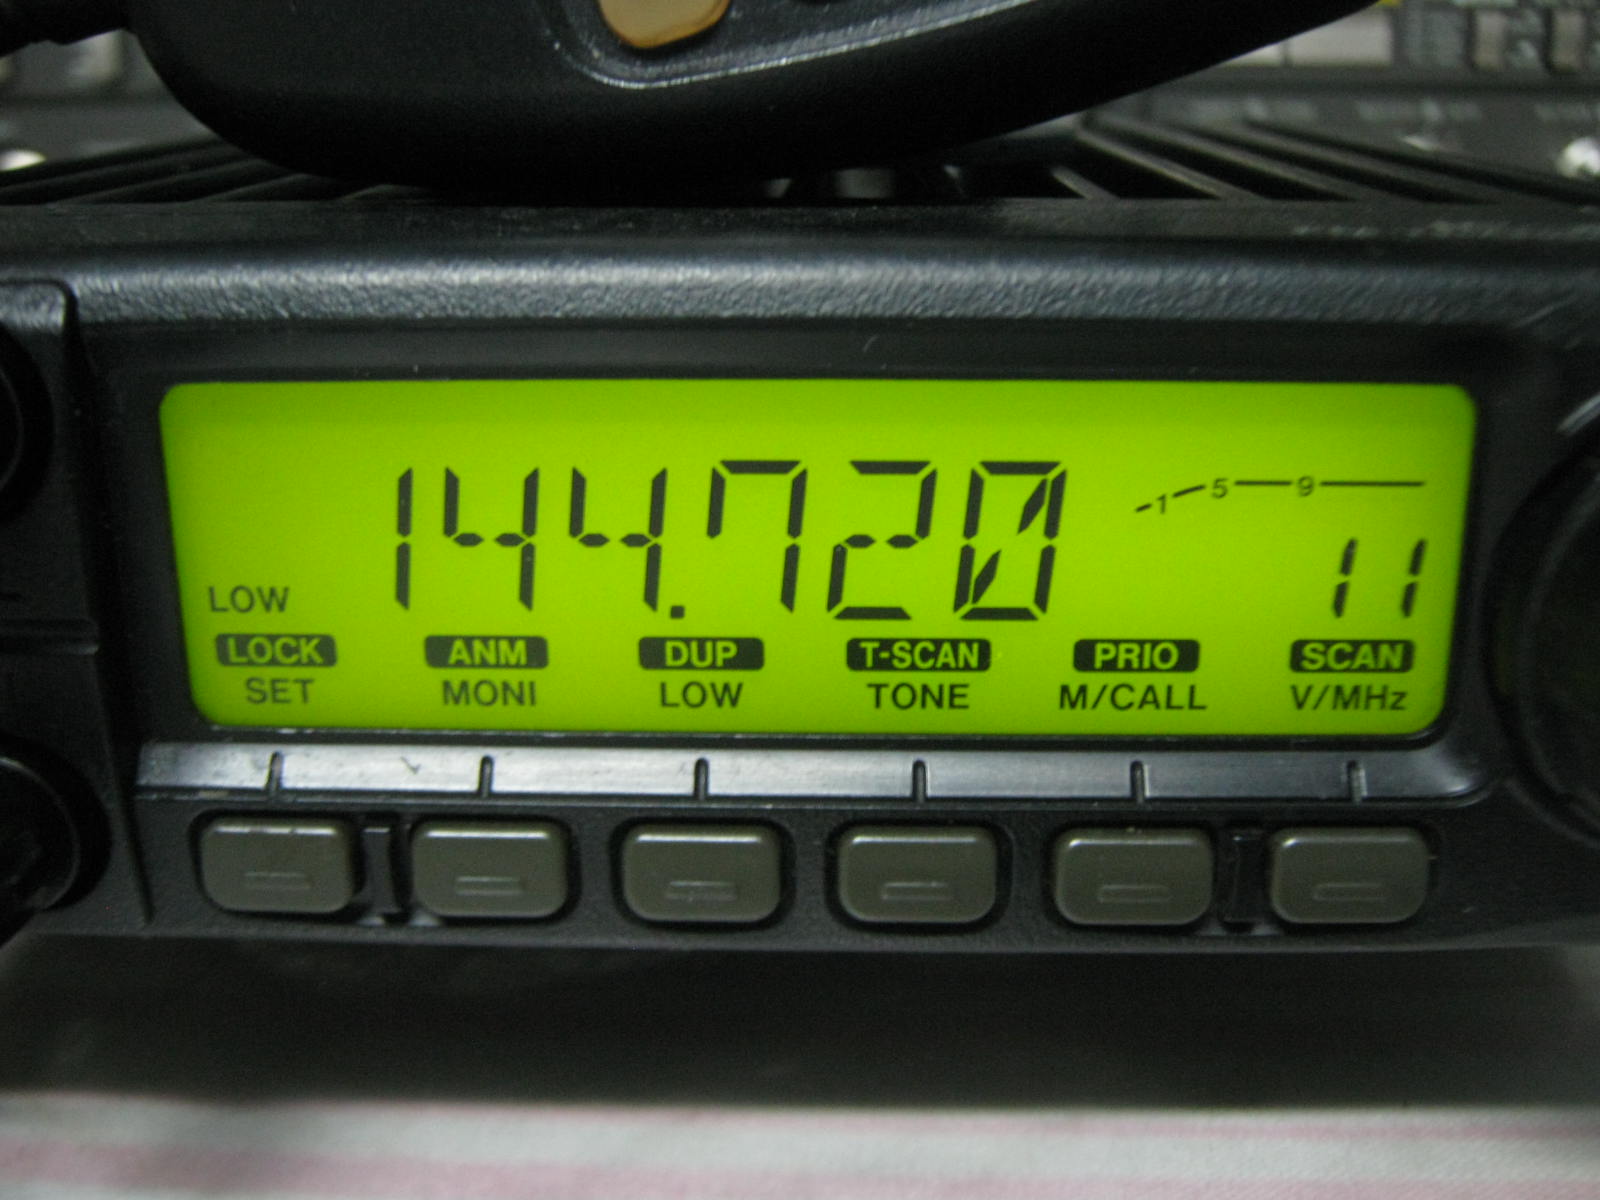 144.720
1 5 9
11
LOW
LOCK ANM DUP T-SCAN PRIO SCAN
SET MONI LOW TONE M/CALL V/MHz